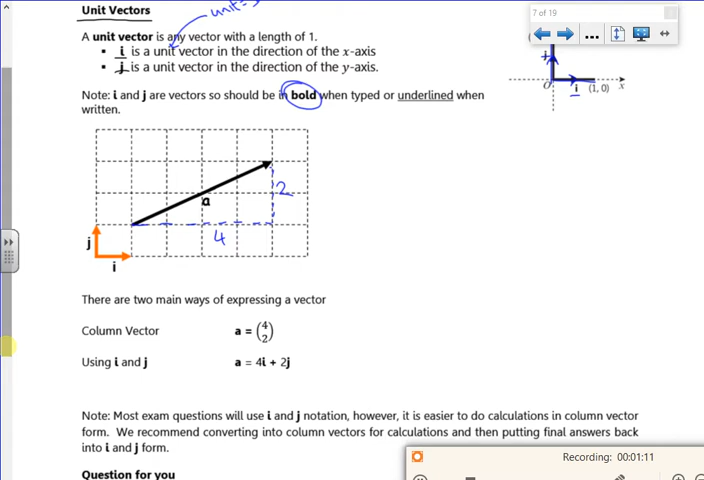 Unit Vectors
unit=
7 of 19
A unit vector is any vector with a length of 1.
▪ i is a unit vector in the direction of the x-axis
▪ j is a unit vector in the direction of the y-axis.
Note: i and j are vectors so should be in bold when typed or underlined when
written.
j
O
i (1, 0) x
a
2
4
j
i
There are two main ways of expressing a vector
Column Vector a = (4
2)
Using i and j a = 4i + 2j
Note: Most exam questions will use i and j notation, however, it is easier to do calculations in column vector
form. We recommend converting into column vectors for calculations and then putting final answers back
into i and j form.
Recording: 00:01:11
Question for you